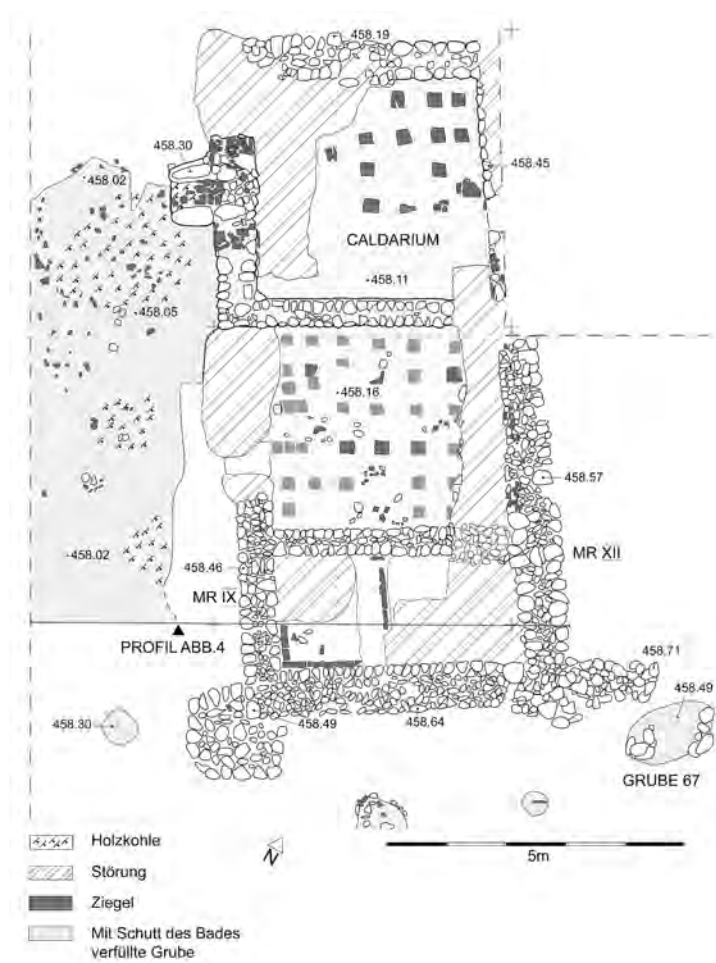 458.19
458.30
458.45
458.02
CALDARIUM
458.11
458.05
458.16
458.57
458.02
458.46
MR XII
MR IX
PROFIL ABB.4
458.71
458.49
458.30
458.49
458.64
GRUBE 67
Holzkohle
N
5m
Störung
Ziegel
Mit Schutt des Bades
verfüllte Grube